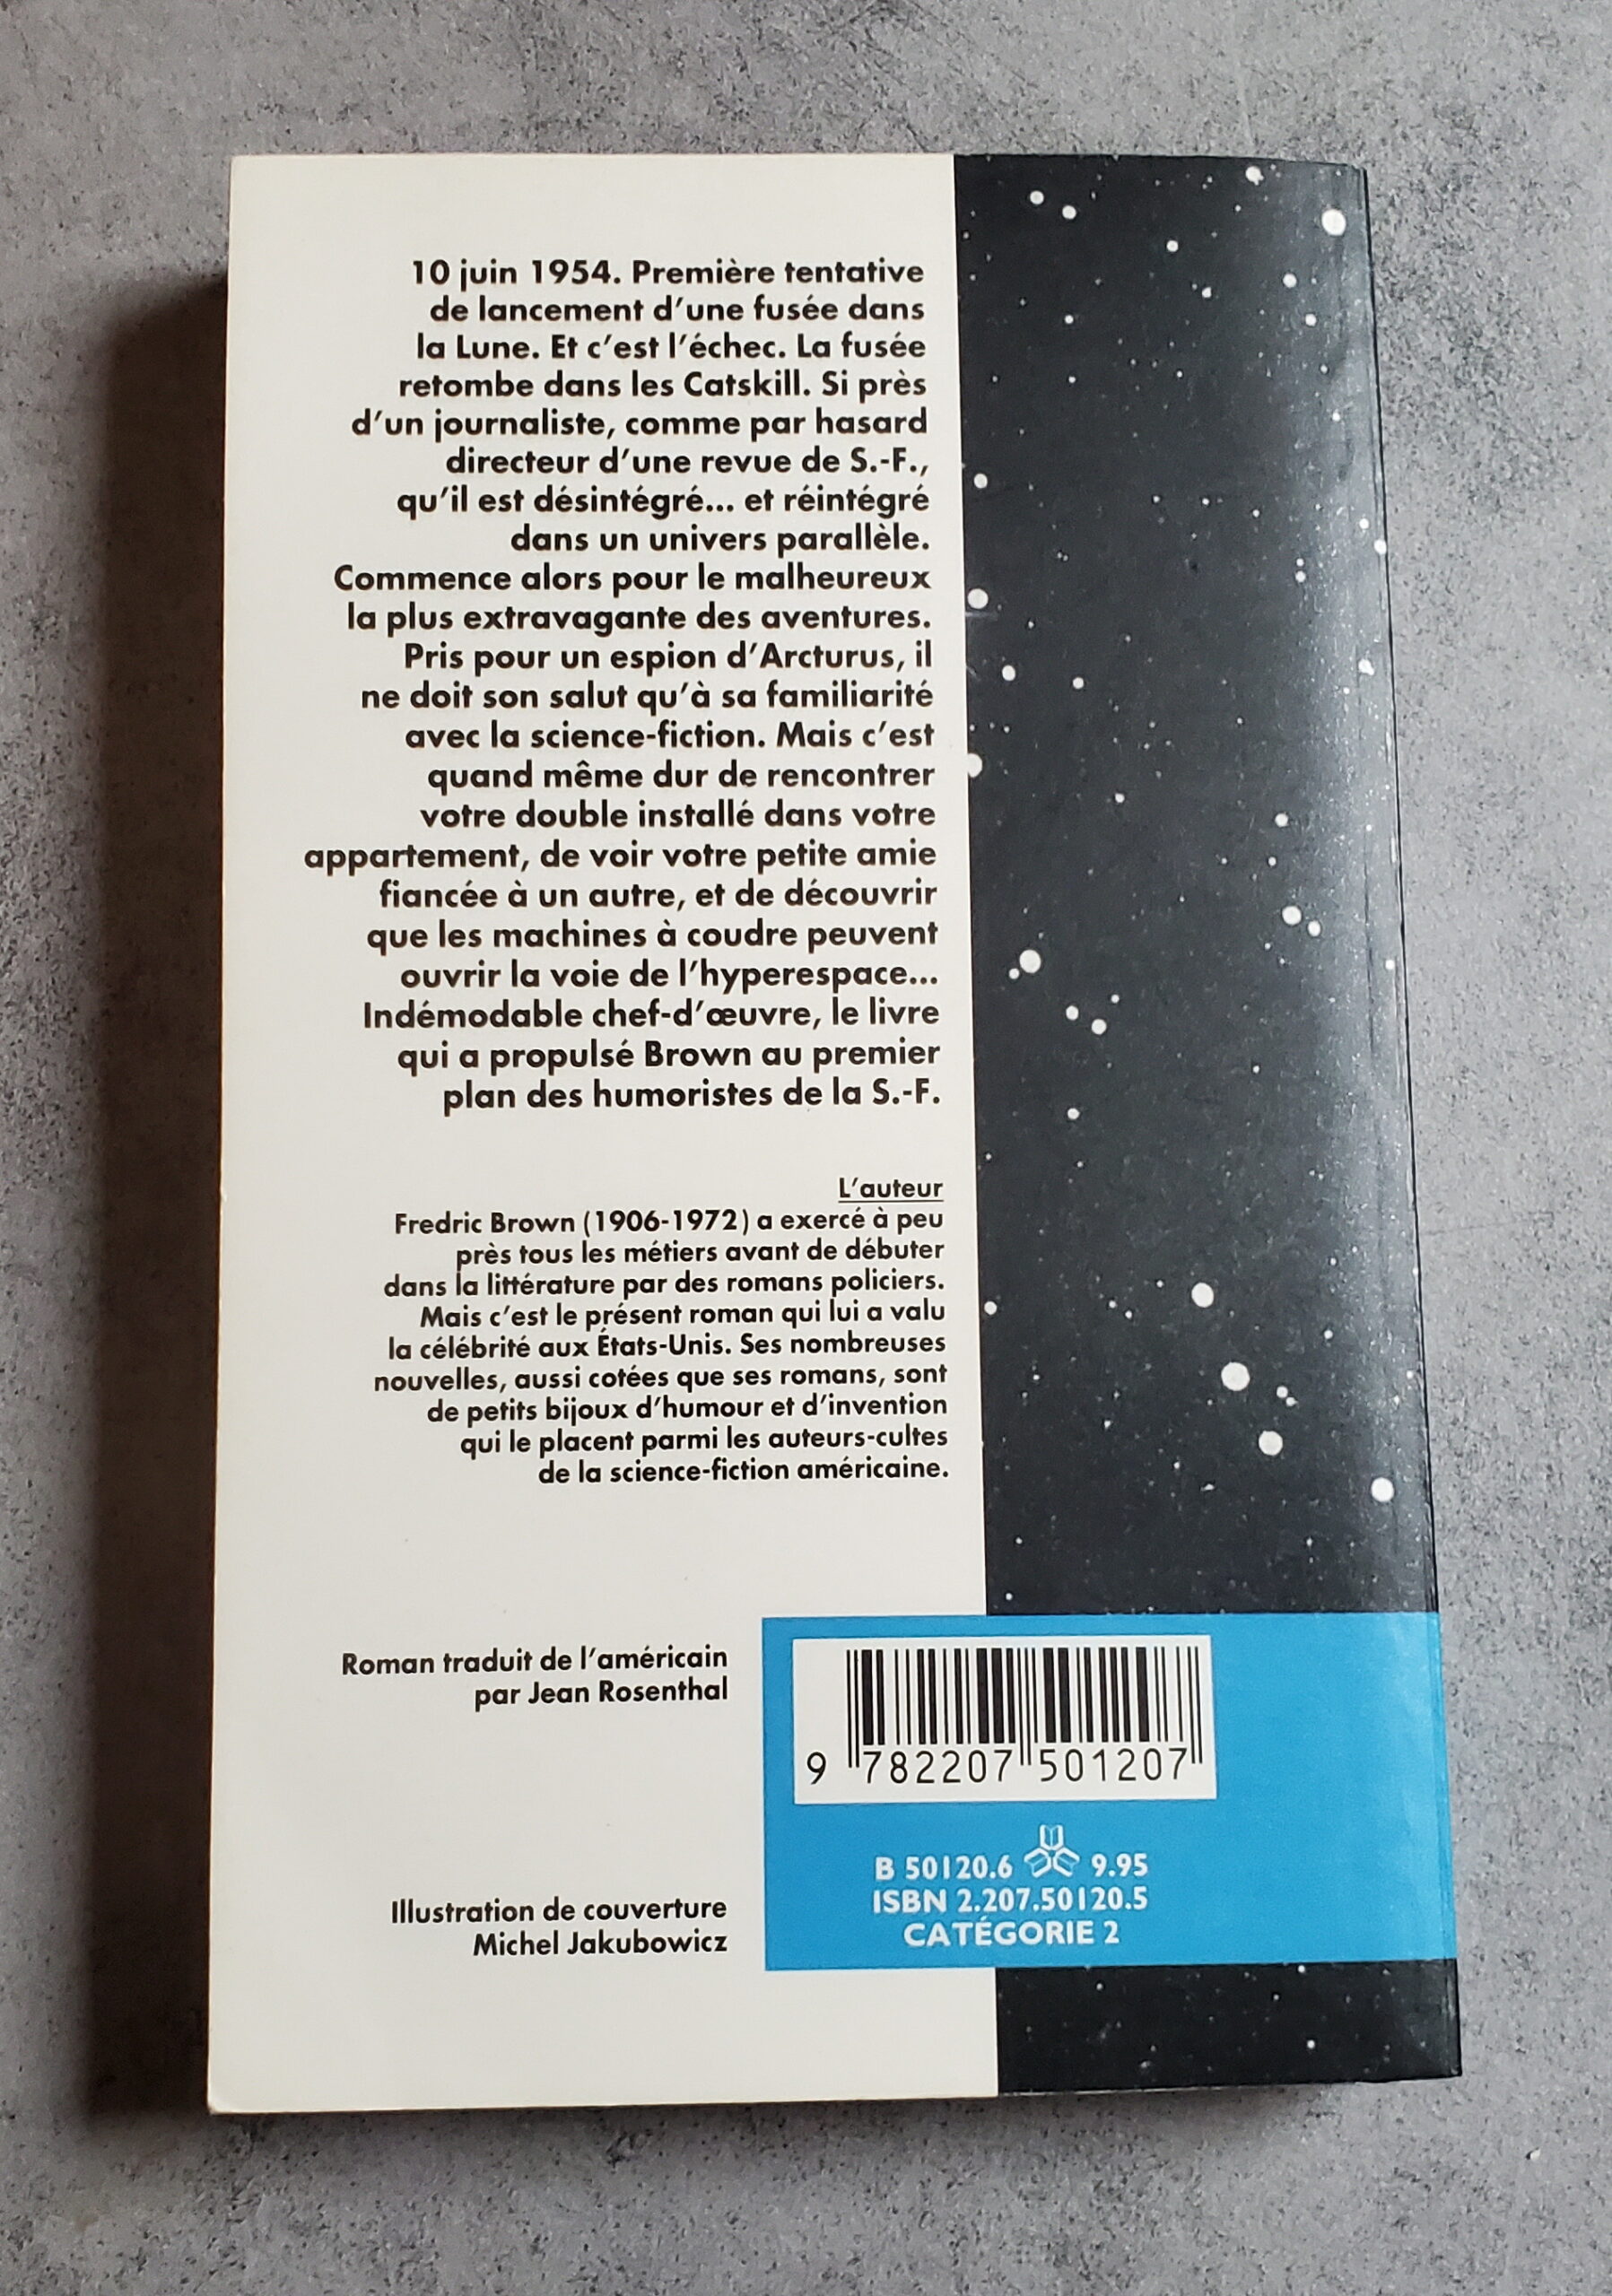 10 juin 1954. Première tentative
de lancement d'une fusée dans
la Lune. Et c'est l'échec. La fusée
retombe dans les Catskill. Si près
d'un journaliste, comme par hasard
directeur d'une revue de S.-F.,
qu'il est désintégré... et réintégré
dans un univers parallèle.
Commence alors pour le malheureux
la plus extravagante des aventures.
Pris pour un espion d'Arcturus, il
ne doit son salut qu'à sa familiarité
avec la science-fiction. Mais c'est
quand même dur de rencontrer
votre double installé dans votre
appartement, de voir votre petite amie
fiancée à un autre, et de découvrir
que les machines à coudre peuvent
ouvrir la voie de l'hyperespace...
Indémodable chef-d'œuvre, le livre
qui a propulsé Brown au premier
plan des humoristes de la S.-F.
L'auteur
Fredric Brown (1906-1972) a exercé à peu
près tous les métiers avant de débuter
dans la littérature par des romans policiers.
Mais c'est le présent roman qui lui a valu
la célébrité aux États-Unis. Ses nombreuses
nouvelles, aussi cotées que ses romans, sont
de petits bijoux d'humour et d'invention
qui le placent parmi les auteurs-cultes
de la science-fiction américaine.
Roman traduit de l'américain
par Jean Rosenthal
Illustration de couverture
Michel Jakubowicz
9 782207 501207
B 50120.6 9.95
ISBN 2.207.50120.5
CATÉGORIE 2